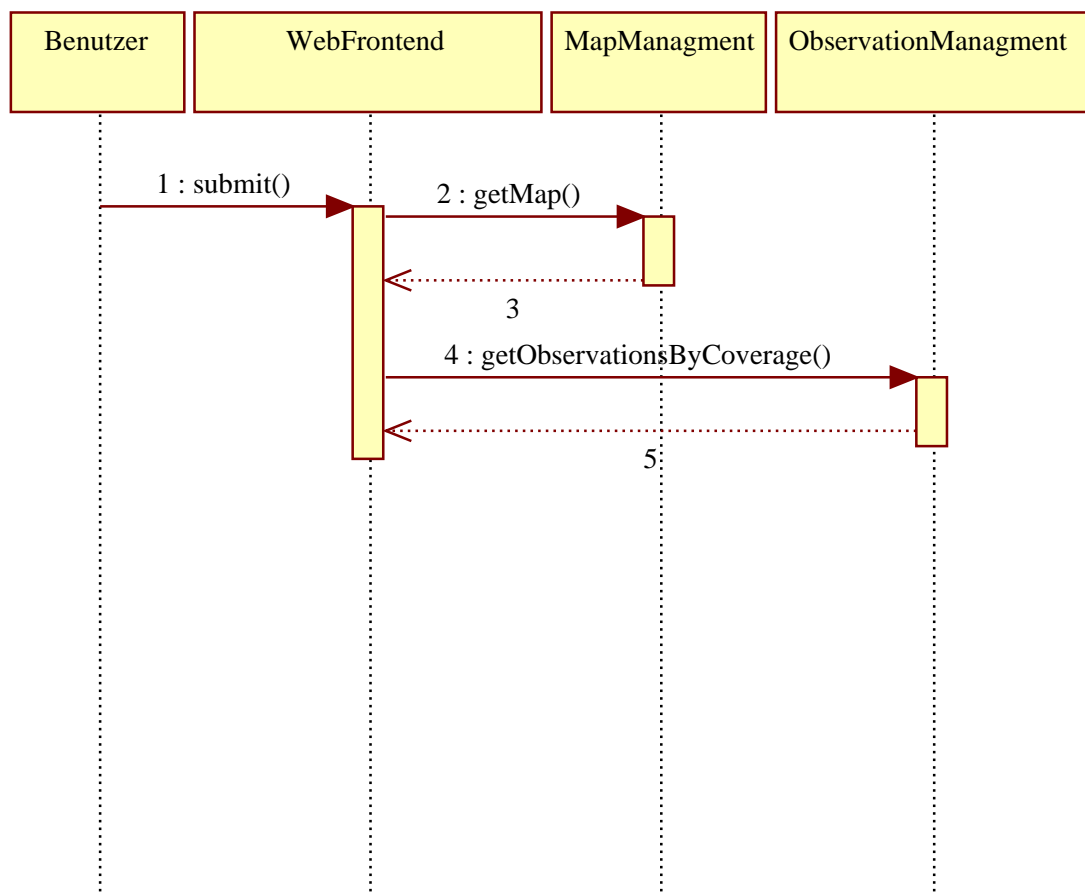 Benutzer
WebFrontend
MapManagment
ObservationManagment
1 : submit()
2 : getMap()
3
4 : getObservationsByCoverage()
5